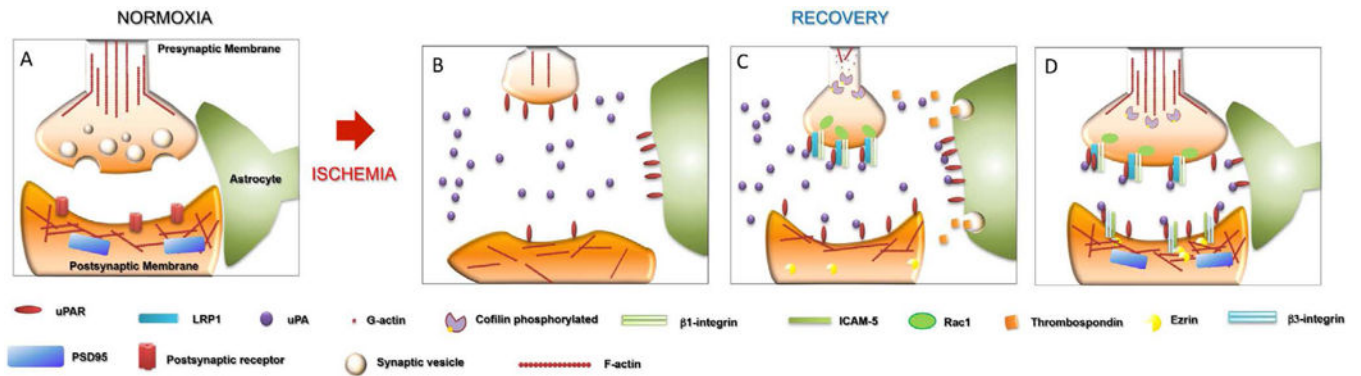 NORMOXIA
RECOVERY
A
Presynaptic Membrane
Astrocyte
Postsynaptic Membrane
ISCHEMIA
B
C
D
uPAR
LRP1
uPA
G-actin
Cofilin phosphorylated
β1-integrin
ICAM-5
Rac1
Thrombospondin
Ezrin
β3-integrin
PSD95
Postsynaptic receptor
Synaptic vesicle
F-actin